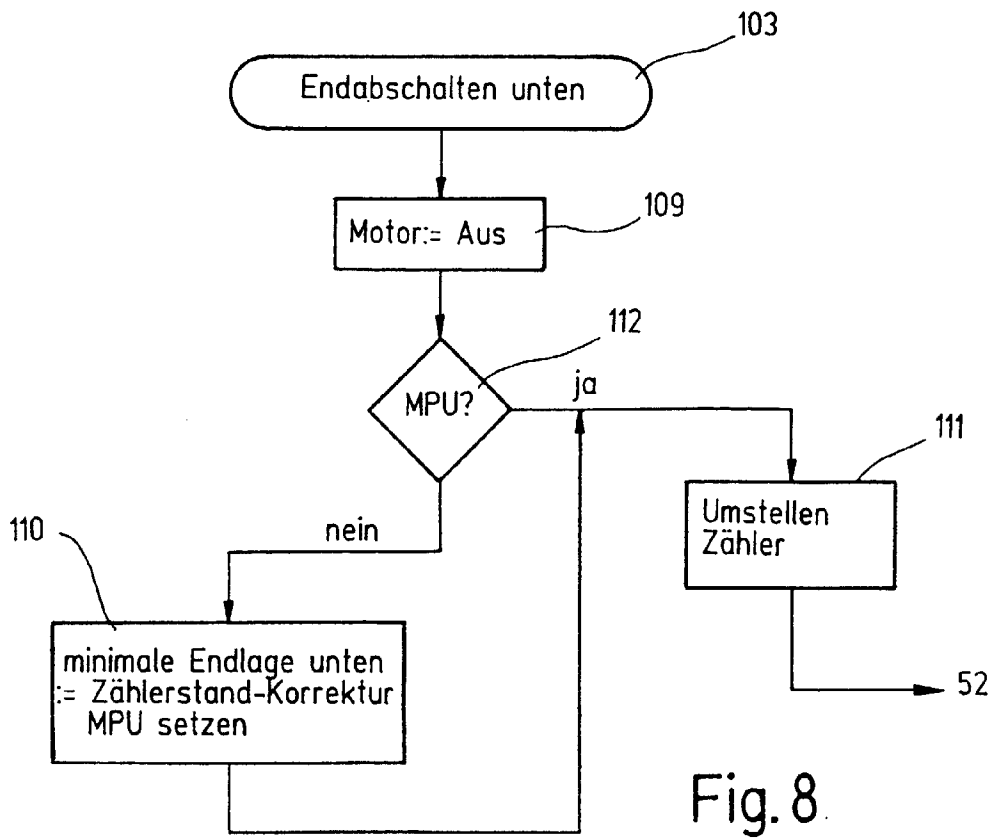 103
Endabschalten unten
109
Motor:= Aus
112
MPU?
ja
111
Umstellen
Zähler
nein
110
minimale Endlage unten
:= Zählerstand-Korrektur
MPU setzen
52
Fig. 8